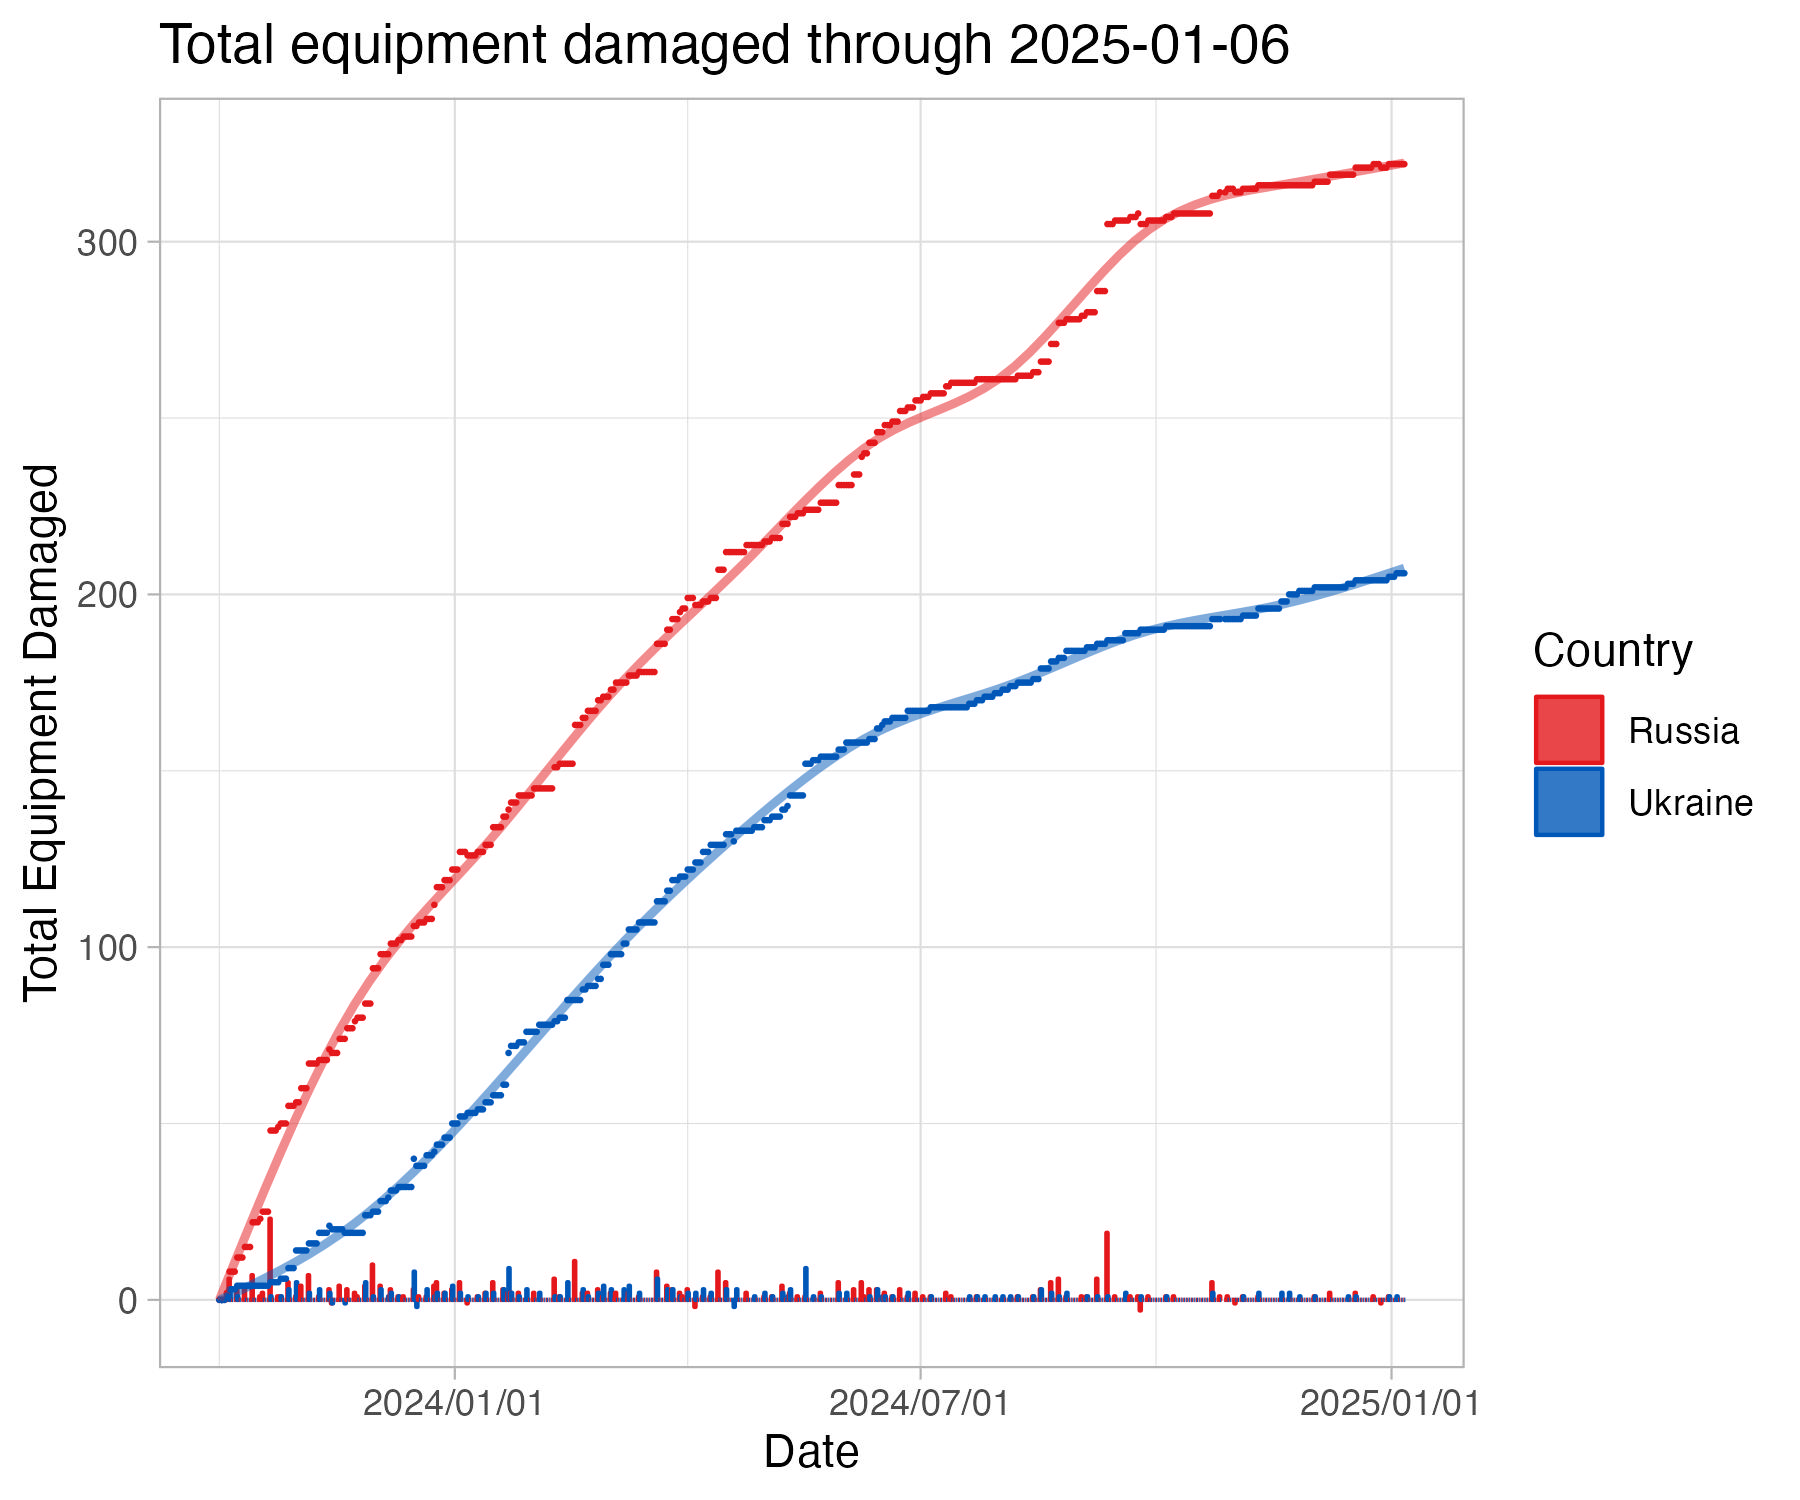 Total equipment damaged through 2025-01-06
Total Equipment Damaged
300
200
100
0
2024/01/01
2024/07/01
2025/01/01
Date
Country
Russia
Ukraine